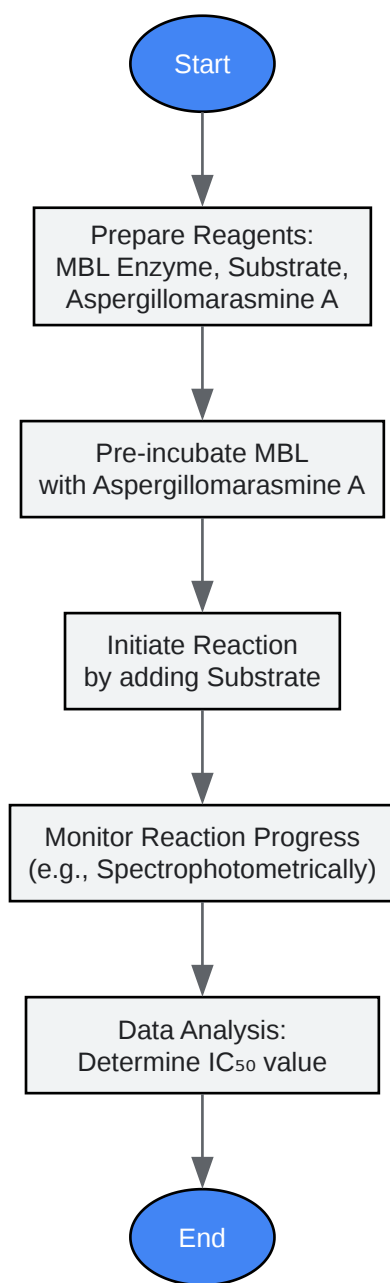 Start
Prepare Reagents:
MBL Enzyme, Substrate,
Aspergillomarasmine A
Pre-incubate MBL
with Aspergillomarasmine A
Initiate Reaction
by adding Substrate
Monitor Reaction Progress
(e.g., Spectrophotometrically)
Data Analysis:
Determine IC₅₀ value
End